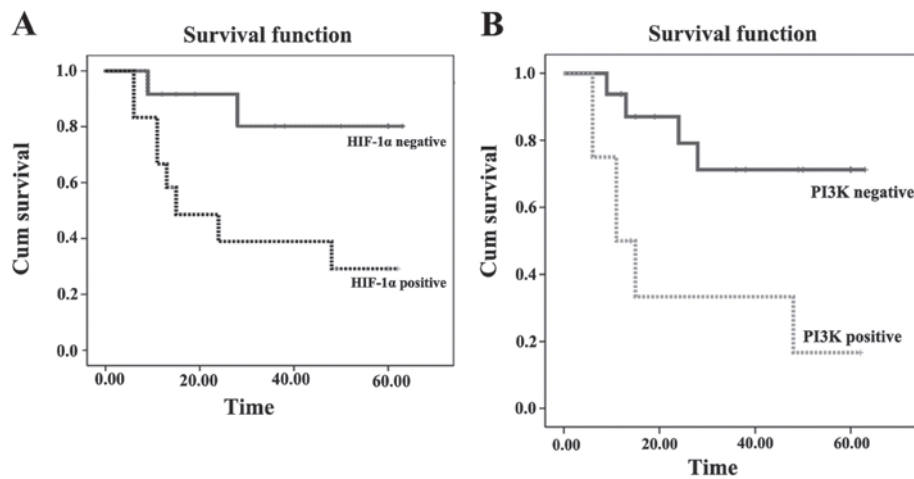 A
Survival function
1.0
0.8
0.6
0.4
0.2
0.0
Cum survival
HIF-1α negative
HIF-1α positive
0.00 20.00 40.00 60.00
Time
B
Survival function
1.0
0.8
0.6
0.4
0.2
0.0
Cum survival
PI3K negative
PI3K positive
0.00 20.00 40.00 60.00
Time